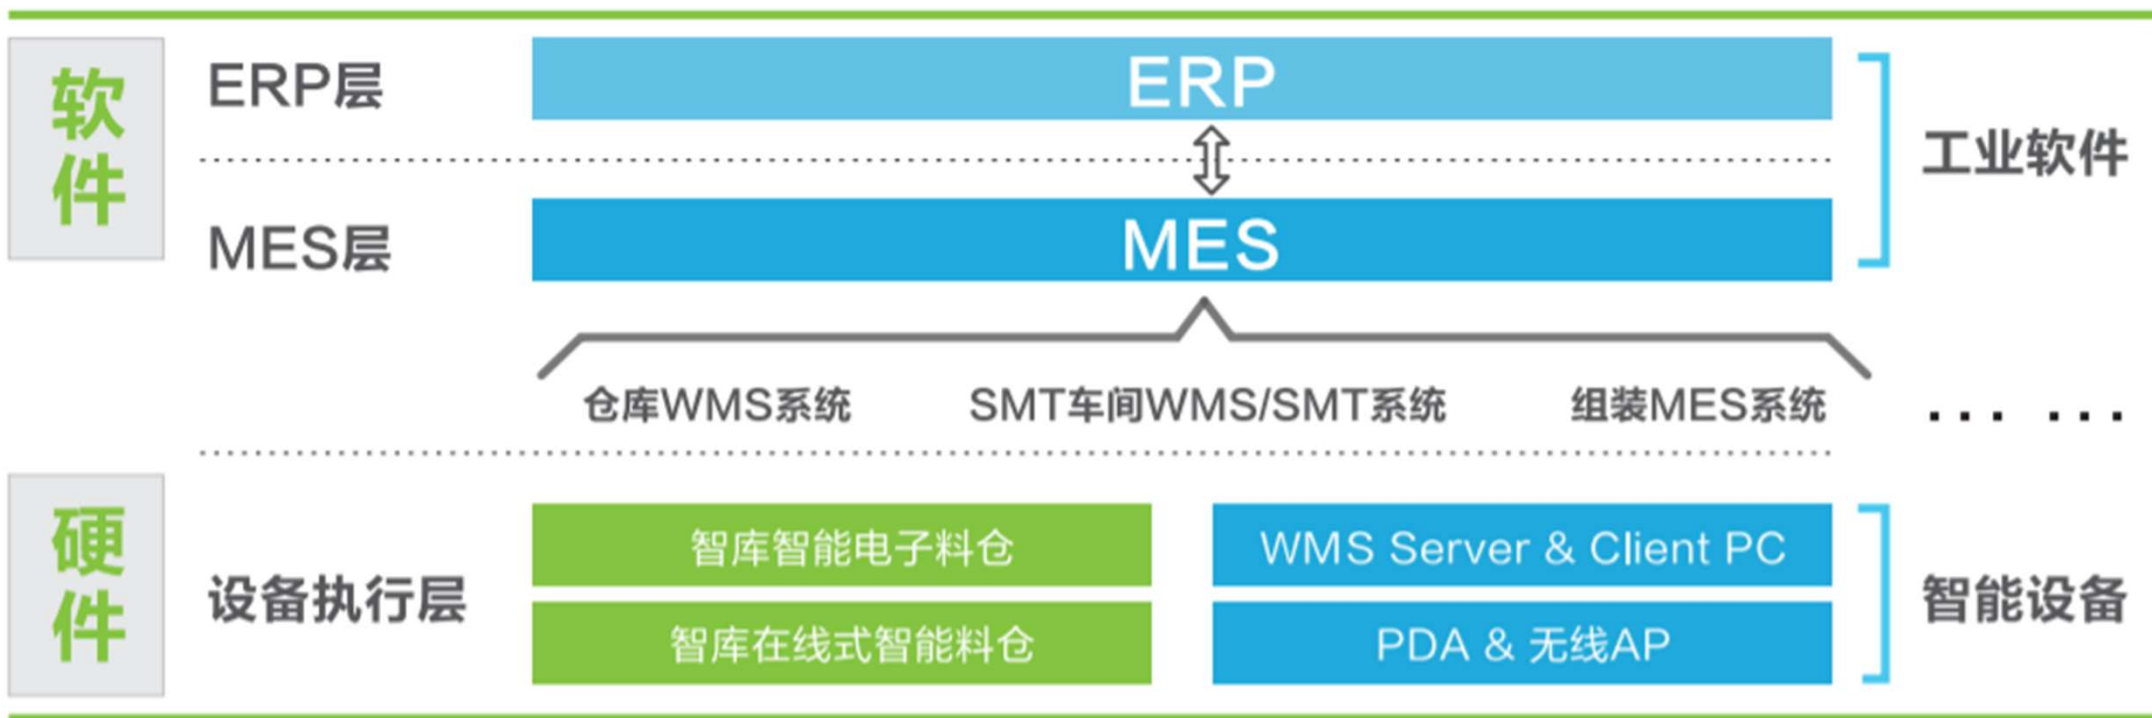 软件
ERP层
ERP
工业软件
MES层
MES
仓库WMS系统 SMT车间WMS/SMT系统 组装MES系统 ... ...
硬件
设备执行层
智库智能电子料仓
WMS Server & Client PC
智库在线式智能料仓
PDA & 无线AP
智能设备